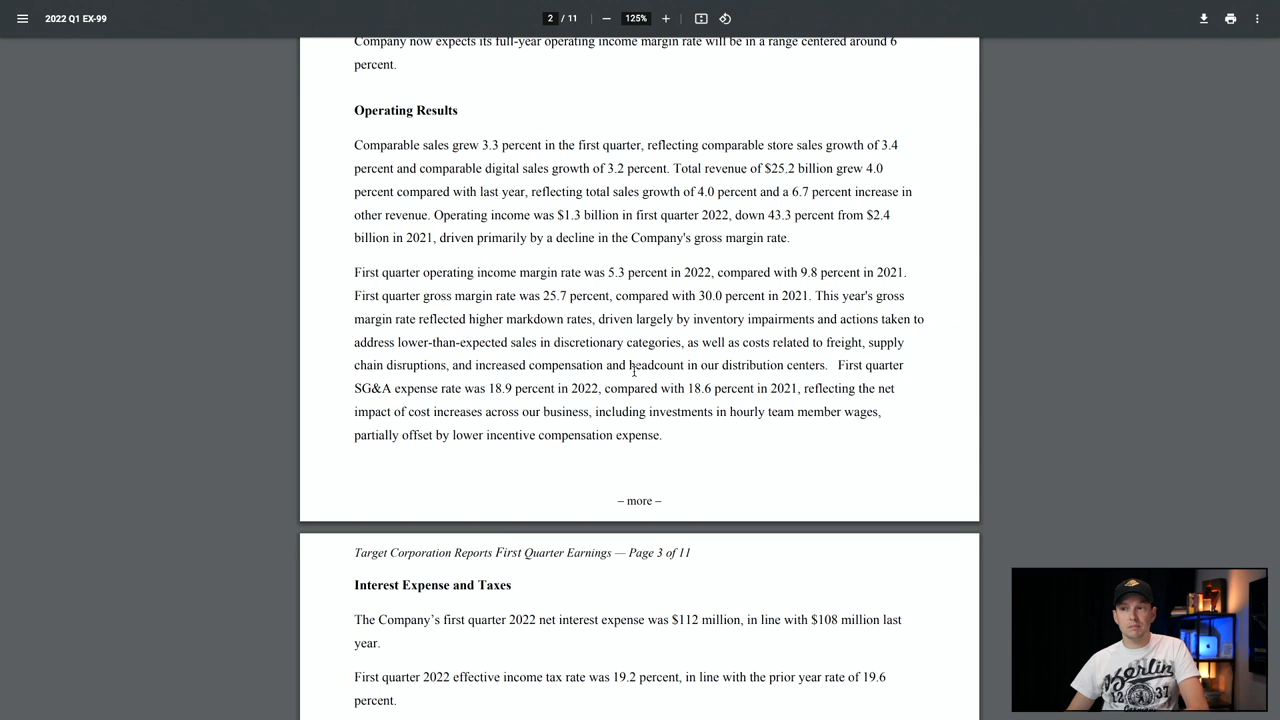 2022 Q1 EX-99
2 / 11
125%
Company now expects its full-year operating income margin rate will be in a range centered around 6
percent.
Operating Results
Comparable sales grew 3.3 percent in the first quarter, reflecting comparable store sales growth of 3.4
percent and comparable digital sales growth of 3.2 percent. Total revenue of $25.2 billion grew 4.0
percent compared with last year, reflecting total sales growth of 4.0 percent and a 6.7 percent increase in
other revenue. Operating income was $1.3 billion in first quarter 2022, down 43.3 percent from $2.4
billion in 2021, driven primarily by a decline in the Company's gross margin rate.
First quarter operating income margin rate was 5.3 percent in 2022, compared with 9.8 percent in 2021.
First quarter gross margin rate was 25.7 percent, compared with 30.0 percent in 2021. This year's gross
margin rate reflected higher markdown rates, driven largely by inventory impairments and actions taken to
address lower-than-expected sales in discretionary categories, as well as costs related to freight, supply
chain disruptions, and increased compensation and headcount in our distribution centers. First quarter
SG&A expense rate was 18.9 percent in 2022, compared with 18.6 percent in 2021, reflecting the net
impact of cost increases across our business, including investments in hourly team member wages,
partially offset by lower incentive compensation expense.
– more –
Target Corporation Reports First Quarter Earnings — Page 3 of 11
Interest Expense and Taxes
The Company’s first quarter 2022 net interest expense was $112 million, in line with $108 million last
year.
First quarter 2022 effective income tax rate was 19.2 percent, in line with the prior year rate of 19.6
percent.
12 37